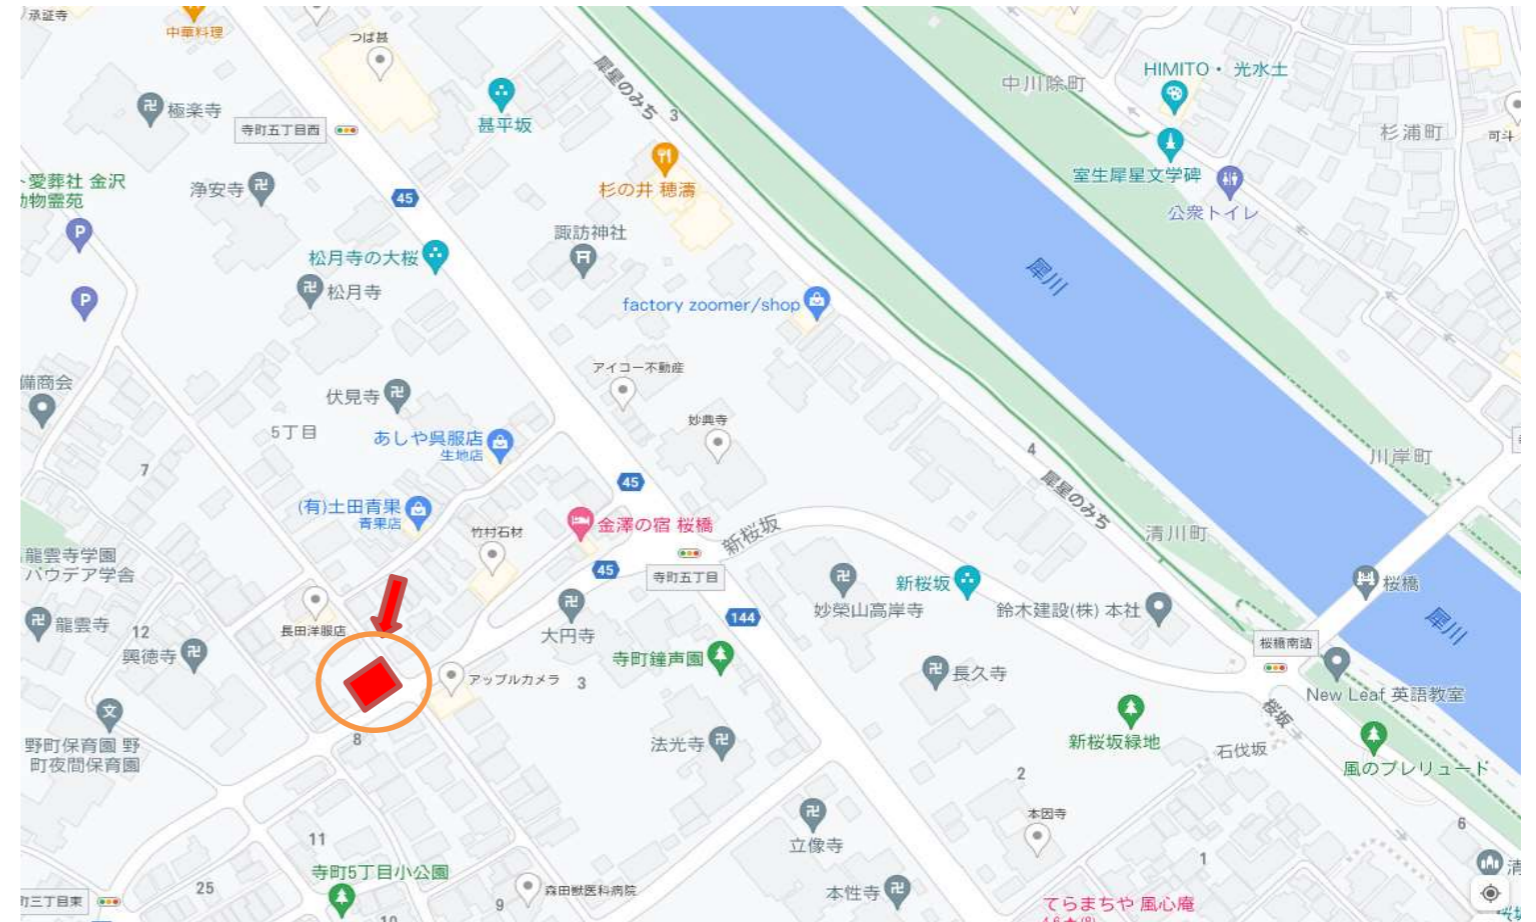 承証寺
中華料理
つば甚
極楽寺
甚平坂
犀星のみち
3
中川除町
HIMITO・ 光水土
杉浦町
可斗
寺町五丁目西
杉の井 穂濤
室生犀星文学碑
公衆トイレ
愛葬社 金沢
動物霊苑
P
浄安寺
45
諏訪神社
松月寺の大桜
松月寺
P
factory zoomer/shop
犀川
アイコー不動産
備商会
伏見寺
5丁目
あしや呉服店
生地店
妙典寺
4
川岸町
7
45
犀星のみち
(有)土田青果
青果店
竹村石材
金澤の宿 桜橋
新桜坂
清川町
龍雲寺学園
バウデア学舎
45
寺町五丁目
新桜坂
桜橋
龍雲寺
12
長田洋服店
大円寺
144
妙榮山高岸寺
鈴木建設(株) 本社
犀川
興徳寺
寺町鐘声園
桜橋南詰
アップルカメラ
3
長久寺
New Leaf 英語教室
桜坂
野町保育園 野
町夜間保育園
8
法光寺
新桜坂緑地
石伐坂
風のプレリュード
2
本因寺
立像寺
6
11
1
清
寺町5丁目小公園
25
森田獣医科病院
9
本性寺
てらまちや 風心庵
町三丁目東
10
4.6★(8)
桜坂